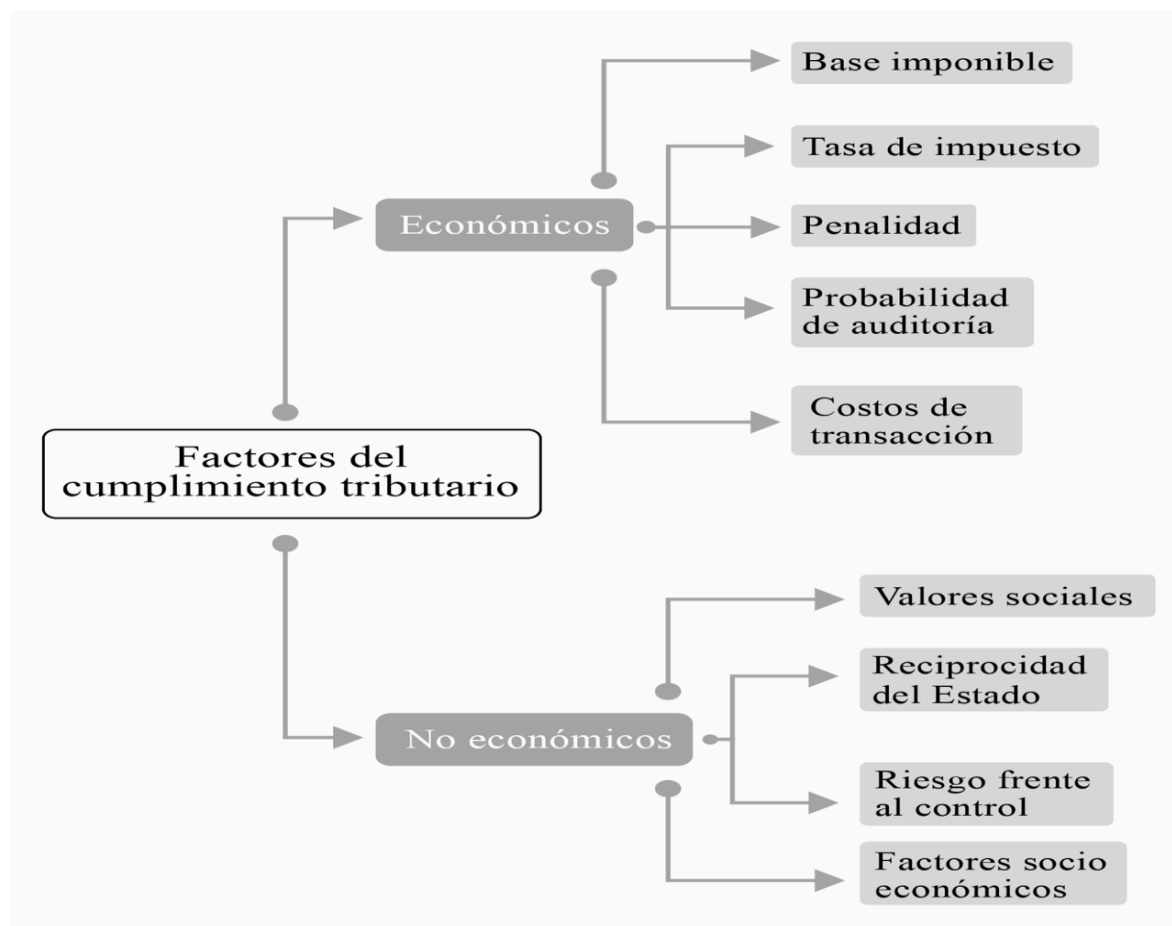 Base imponible
Tasa de impuesto
Económicos
Penalidad
Probabilidad
de auditoría
Costos de
transacción
Factores del
cumplimiento tributario
Valores sociales
Reciprocidad
del Estado
No económicos
Riesgo frente
al control
Factores socio
económicos